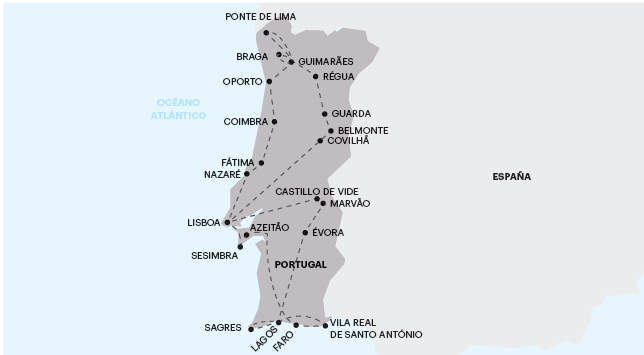 PONTE DE LIMA
BRAGA
GUIMARÃES
RÉGUA
OPORTO
OCÉANO
ATLÁNTICO
GUARDA
COIMBRA
BELMONTE
COVILHÃ
FÁTIMA
NAZARÉ
ESPAÑA
CASTILLO DE VIDE
MARVÃO
LISBOA
AZEITÃO
ÉVORA
SESIMBRA
PORTUGAL
SAGRES
LAGOS
FARO
VILA REAL
DE SANTO ANTÓNIO